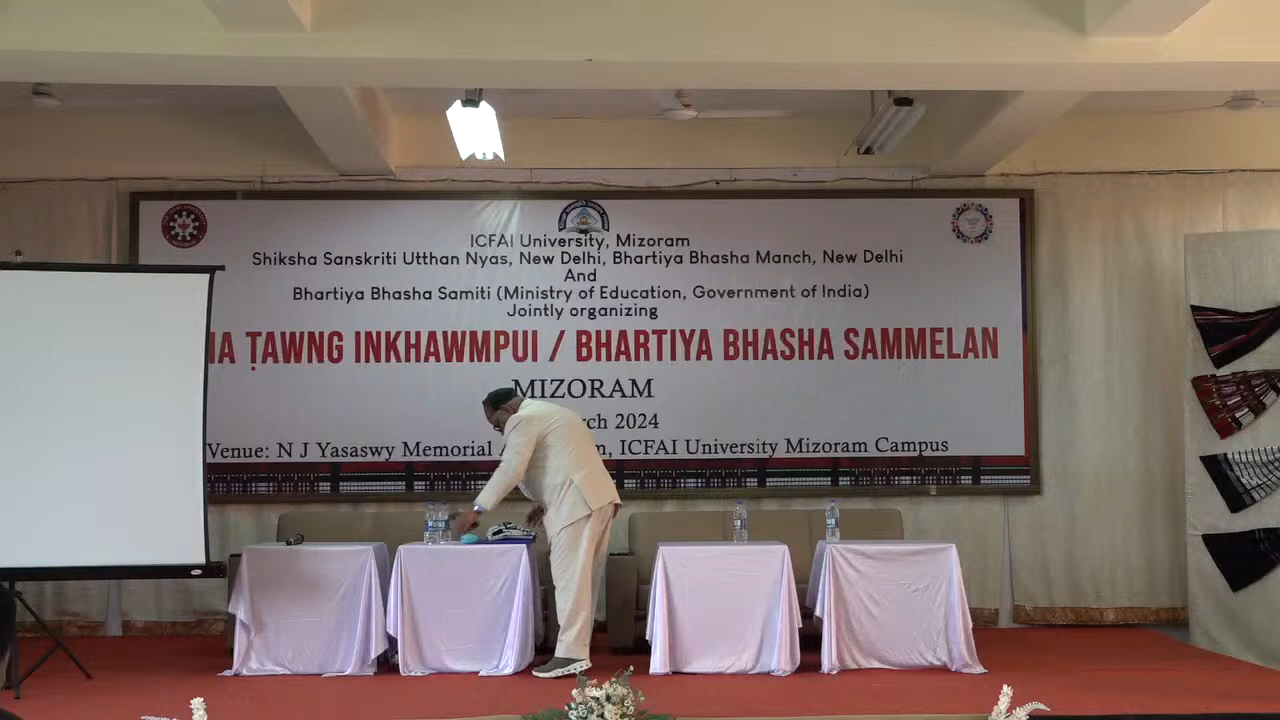 ICFAI University, Mizoram
Shiksha Sanskriti Utthan Nyas, New Delhi, Bhartiya Bhasha Manch, New Delhi
And
Bhartiya Bhasha Samiti (Ministry of Education, Government of India)
Jointly organizing
ṬAWNG INKHAWMPUI / BHARTIYA BHASHA SAMMELAN
MIZORAM
2024
Venue: N J Yasaswy Memorial ICFAI University Mizoram Campus